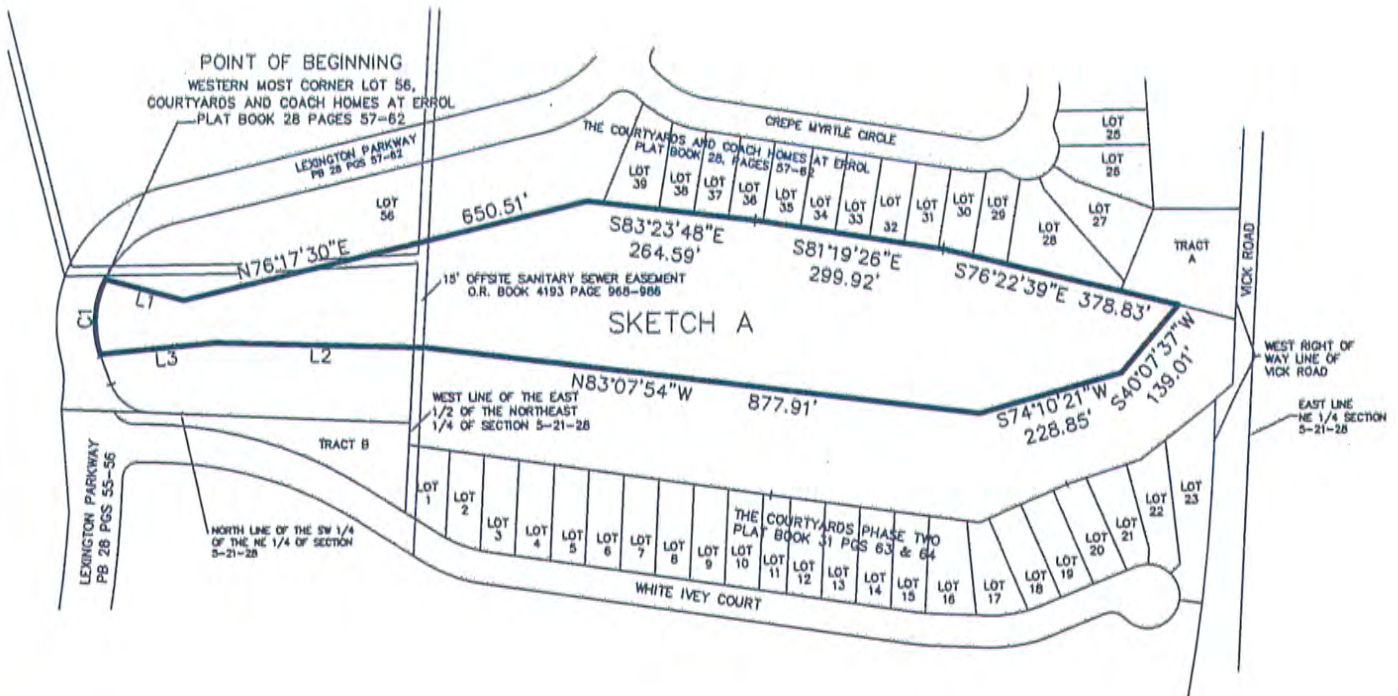 POINT OF BEGINNING
WESTERN MOST CORNER LOT 56,
COURTYARDS AND COACH HOMES AT ERROL
PLAT BOOK 28 PAGES 57-62
LEXINGTON PARKWAY
PB 28 PGS 57-62
LOT
56
CREPE MYRTLE CIRCLE
THE COURTYARDS AND COACH HOMES AT ERROL
PLAT BOOK 28, PAGES 57-62
LOT
39
LOT
38
LOT
37
LOT
36
LOT
35
LOT
34
LOT
33
LOT
32
LOT
31
LOT
30
LOT
29
LOT
28
LOT
27
LOT
26
LOT
25
TRACT
A
VICK ROAD
N76°17'30"E
650.51'
S83°23'48"E
264.59'
S81°19'26"E
299.92'
S76°22'39"E 378.83'
S40°07'37"W
139.01'
S74°10'21"W
228.85'
N83°07'54"W
877.91'
L1
C1
L3
L2
15' OFFSITE SANITARY SEWER EASEMENT
O.R. BOOK 4193 PAGE 968-986
SKETCH A
WEST RIGHT OF
WAY LINE OF
VICK ROAD
EAST LINE
NE 1/4 SECTION
5-21-28
WEST LINE OF THE EAST
1/2 OF THE NORTHEAST
1/4 OF SECTION 5-21-28
TRACT B
LEXINGTON PARKWAY
PB 28 PGS 55-56
NORTH LINE OF THE SW 1/4
OF THE NE 1/4 OF SECTION
5-21-28
LOT
1
LOT
2
LOT
3
LOT
4
LOT
5
LOT
6
LOT
7
LOT
8
LOT
9
LOT
10
LOT
11
LOT
12
LOT
13
LOT
14
LOT
15
LOT
16
LOT
17
LOT
18
LOT
19
LOT
20
LOT
21
LOT
22
LOT
23
THE COURTYARDS PHASE TWO
PLAT BOOK 31 PGS 63 & 64
WHITE IVEY COURT